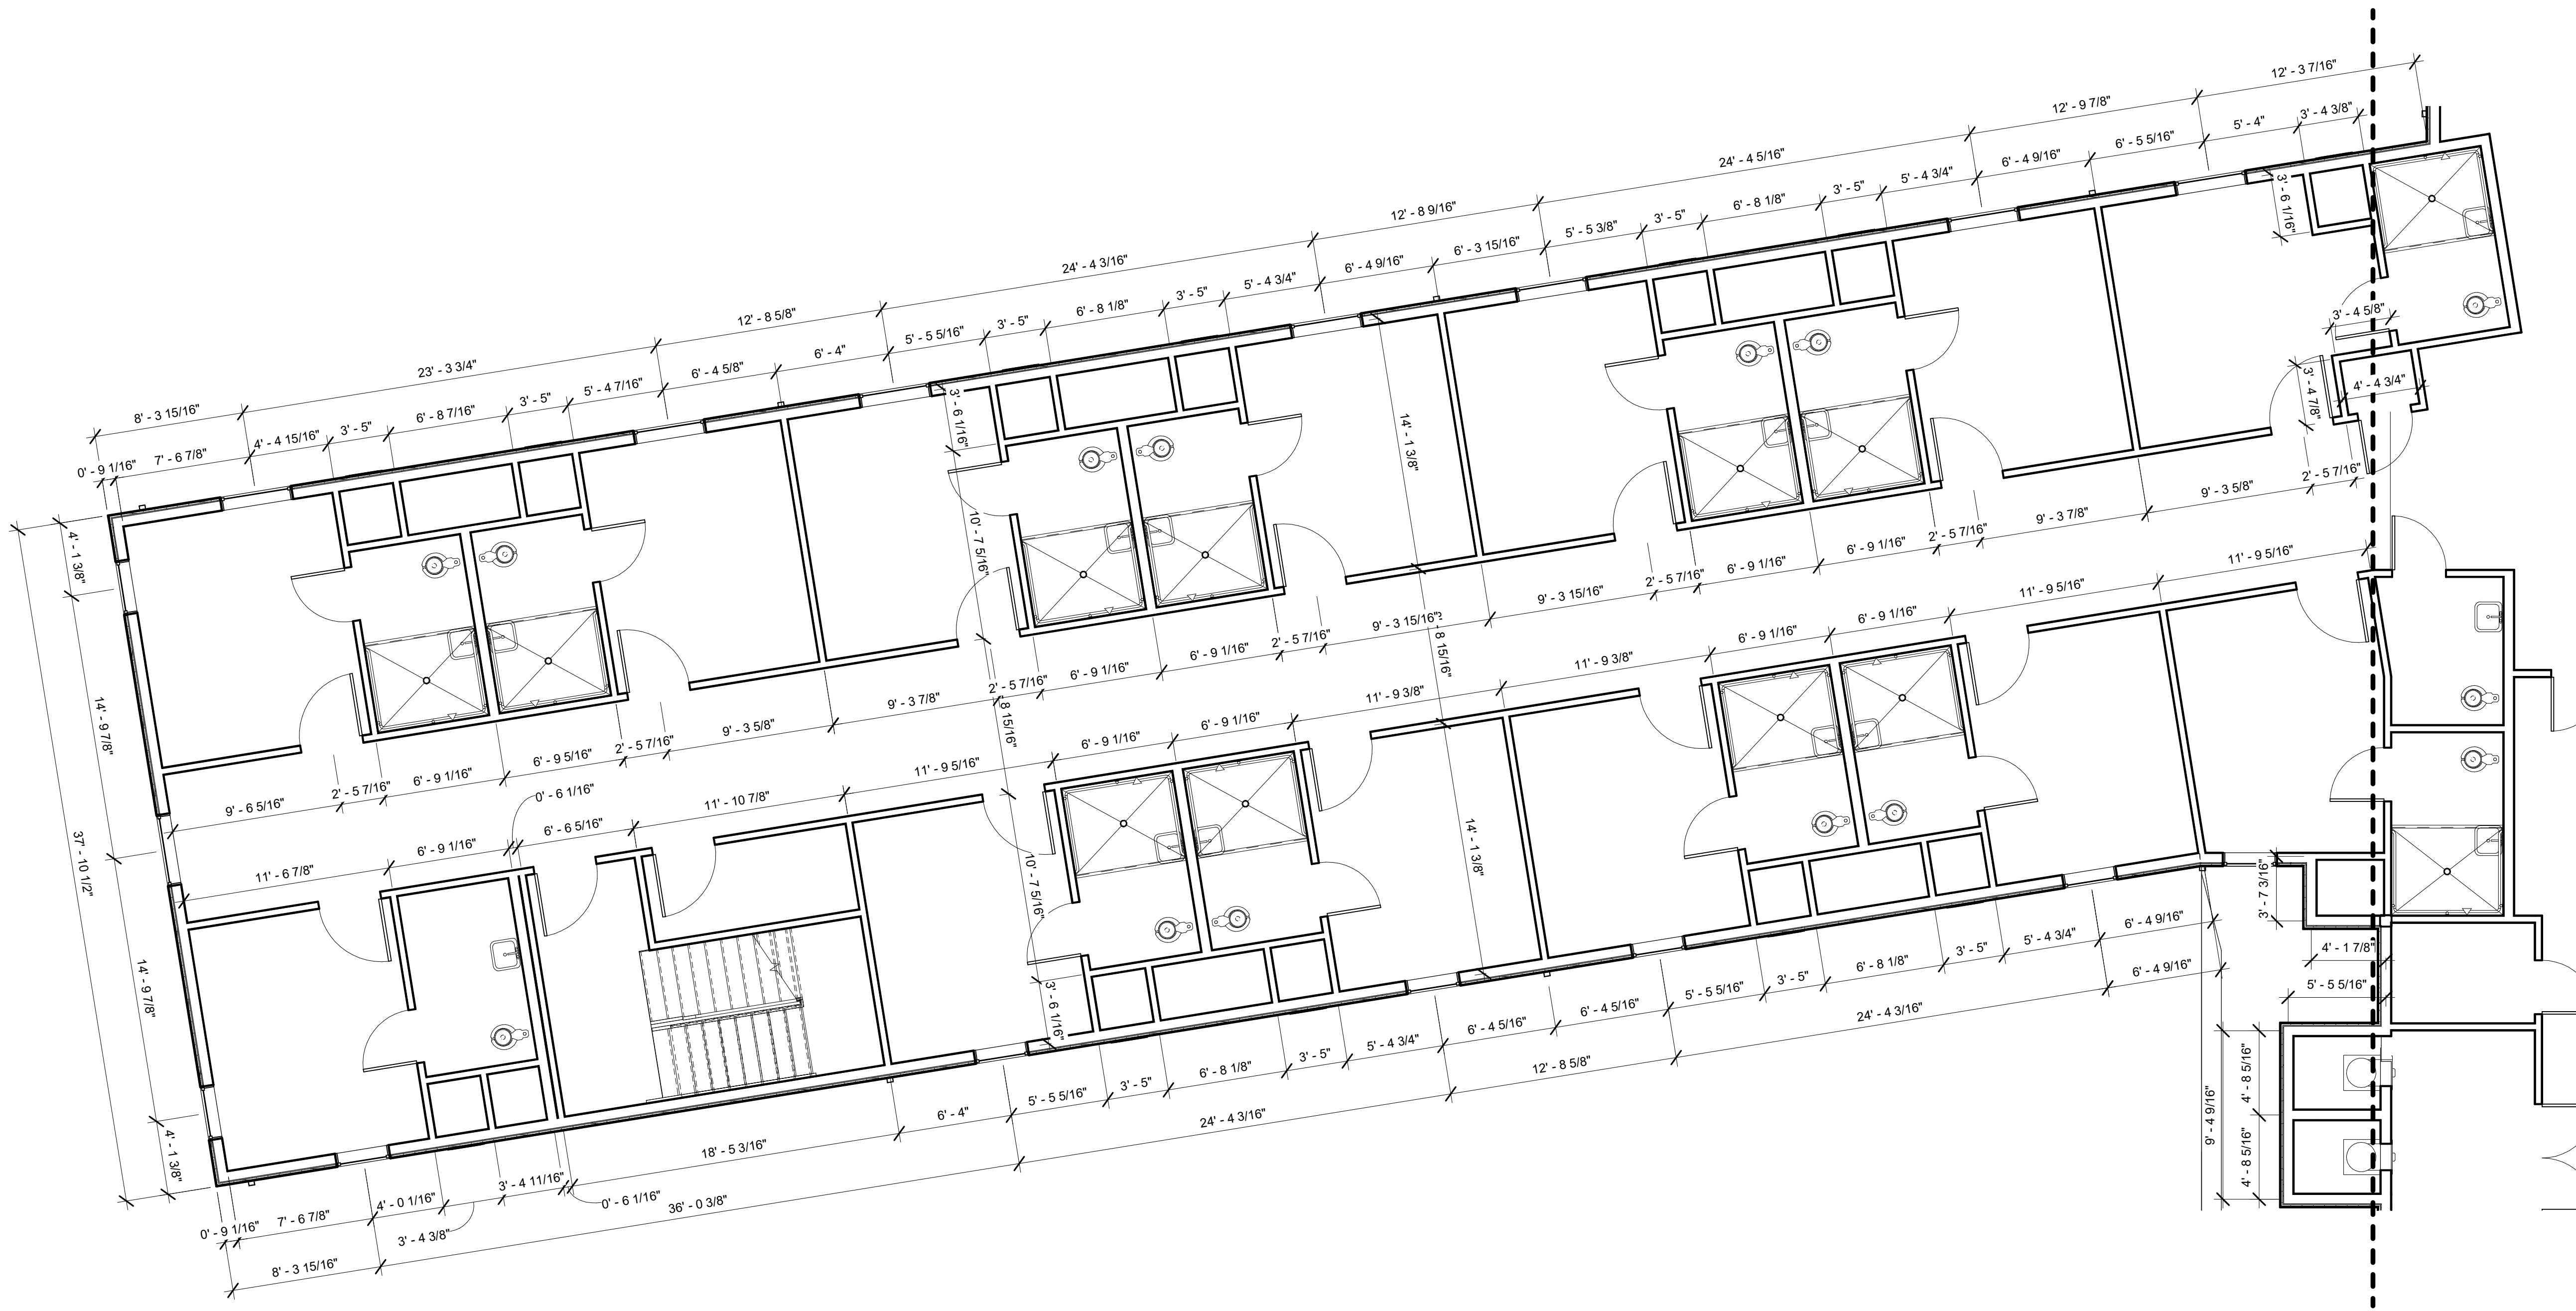 12' - 3 7/16"
12' - 9 7/8"
3' - 4 3/8"
5' - 4"
6' - 5 5/16"
24' - 4 5/16"
6' - 4 9/16"
5' - 4 3/4"
3' - 5"
6' - 8 1/8"
12' - 8 9/16"
3' - 5"
5' - 5 3/8"
6' - 3 15/16"
24' - 4 3/16"
6' - 4 9/16"
5' - 4 3/4"
3' - 5"
6' - 8 1/8"
12' - 8 5/8"
3' - 5"
5' - 5 5/16"
6' - 4"
23' - 3 3/4"
6' - 4 5/8"
5' - 4 7/16"
3' - 5"
6' - 8 7/16"
8' - 3 15/16"
3' - 5"
4' - 4 15/16"
7' - 6 7/8"
0' - 9 1/16"
3' - 6 1/16"
3' - 4 5/8"
4' - 4 3/4"
3' - 4 7/8"
3' - 6 1/16"
14' - 1 3/8"
10' - 7 5/16"
2' - 5 7/16"
9' - 3 5/8"
9' - 3 7/8"
2' - 5 7/16"
6' - 9 1/16"
6' - 9 1/16"
2' - 5 7/16"
9' - 3 15/16"
9' - 3 15/16"
8 15/16"
2' - 5 7/16"
6' - 9 1/16"
6' - 9 1/16"
2' - 5 7/16"
9' - 3 7/8"
8 15/16"
9' - 3 5/8"
2' - 5 7/16"
6' - 9 5/16"
6' - 9 1/16"
2' - 5 7/16"
9' - 6 5/16"
4' - 1 3/8"
14' - 9 7/8"
37' - 10 1/2"
14' - 9 7/8"
4' - 1 3/8"
11' - 9 5/16"
11' - 9 5/16"
6' - 9 1/16"
6' - 9 1/16"
11' - 9 3/8"
11' - 9 3/8"
6' - 9 1/16"
6' - 9 1/16"
11' - 9 5/16"
11' - 10 7/8"
0' - 6 1/16"
6' - 6 5/16"
6' - 9 1/16"
11' - 6 7/8"
14' - 1 3/8"
10' - 7 5/16"
3' - 6 1/16"
3' - 7 3/16"
4' - 1 7/8"
5' - 5 5/16"
4' - 8 5/16"
4' - 8 5/16"
9' - 4 9/16"
6' - 4 9/16"
6' - 4 9/16"
5' - 4 3/4"
3' - 5"
6' - 8 1/8"
3' - 5"
5' - 5 5/16"
24' - 4 3/16"
6' - 4 5/16"
6' - 4 5/16"
12' - 8 5/8"
5' - 4 3/4"
3' - 5"
6' - 8 1/8"
3' - 5"
5' - 5 5/16"
24' - 4 3/16"
6' - 4"
18' - 5 3/16"
36' - 0 3/8"
0' - 6 1/16"
3' - 4 11/16"
3' - 4 3/8"
4' - 0 1/16"
7' - 6 7/8"
0' - 9 1/16"
8' - 3 15/16"